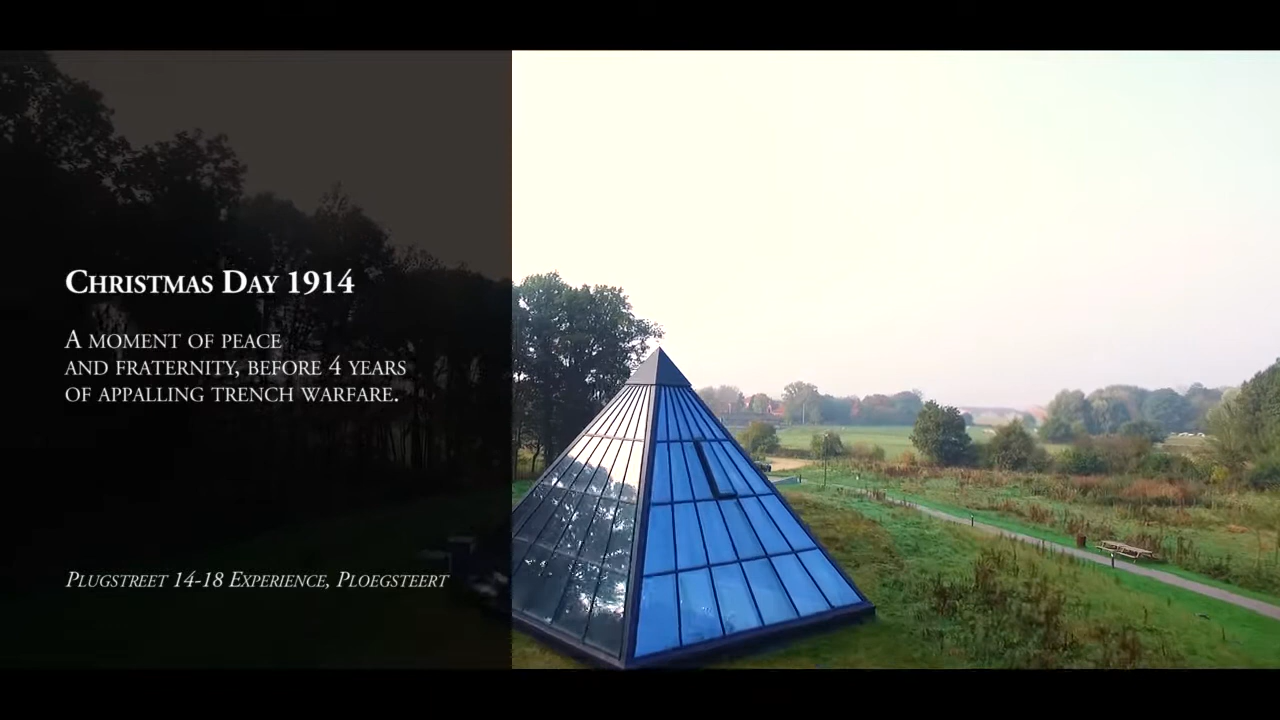 Christmas Day 1914
A moment of peace
and fraternity, before 4 years
of appalling trench warfare.
Plugstreet 14-18 Experience, Ploegsteert